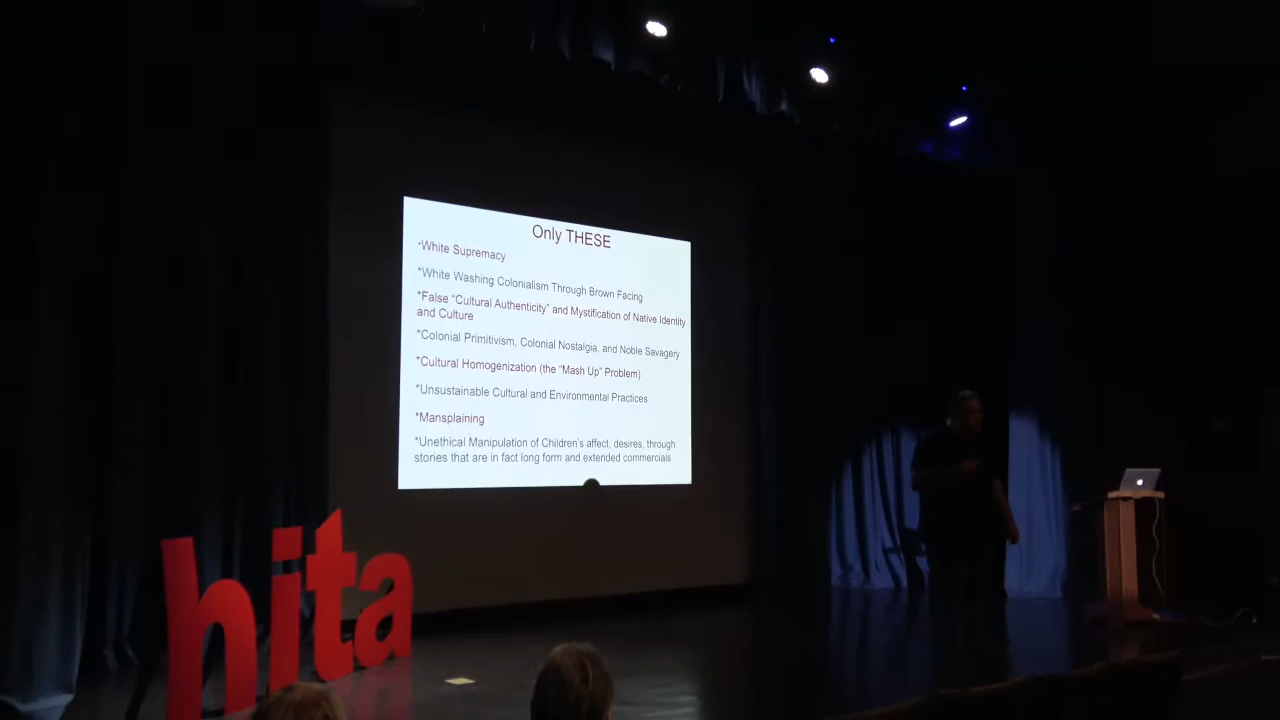 Only THESE
*White Supremacy
*White Washing Colonialism Through Brown Facing
*False “Cultural Authenticity” and Mystification of Native Identity
and Culture
*Colonial Primitivism, Colonial Nostalgia, and Noble Savagery
*Cultural Homogenization (the “Mash Up” Problem)
*Unsustainable Cultural and Environmental Practices
*Mansplaining
*Unethical Manipulation of Children's affect, desires, through
stories that are in fact long form and extended commercials
hita